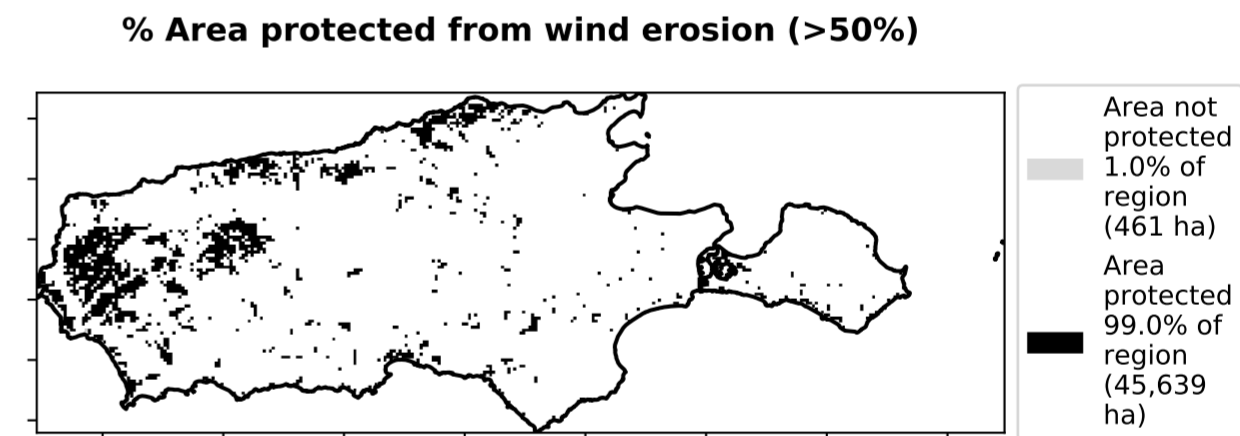 % Area protected from wind erosion (>50%)
Area not
protected
1.0% of
region
(461 ha)
Area
protected
99.0% of
region
(45,639
ha)